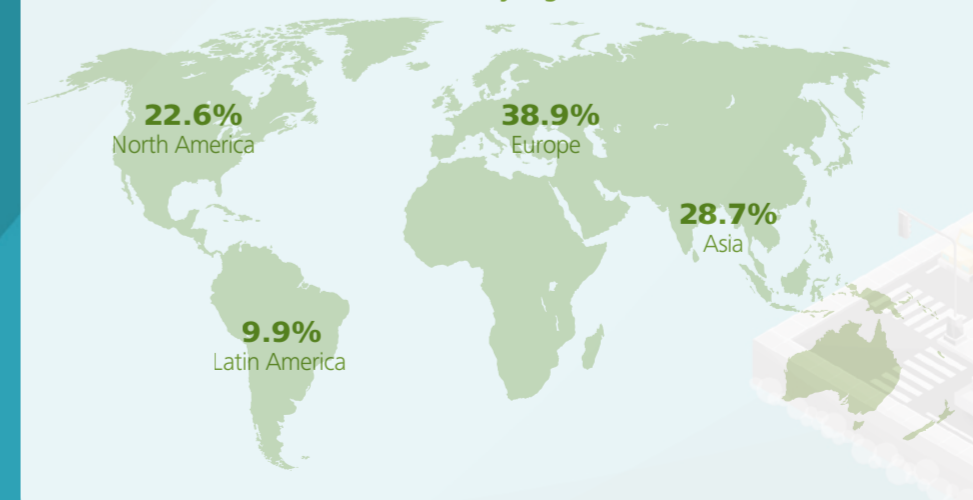 22.6%
North America
38.9%
Europe
28.7%
Asia
9.9%
Latin America